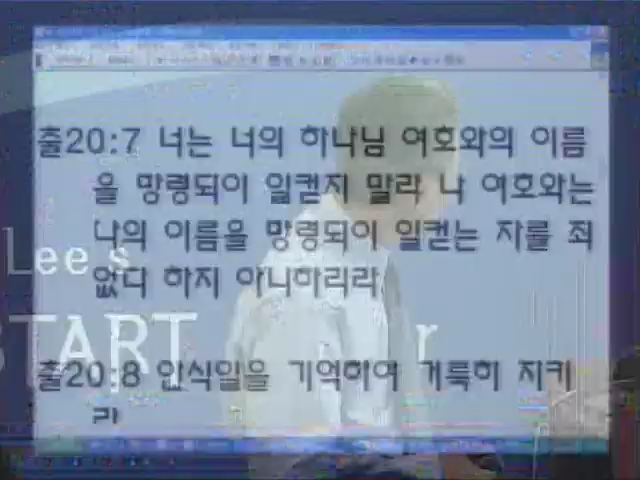 출20:7 너는 너의 하나님 여호와의 이름
을 망령되이 일컫지 말라 나 여호와는
나의 이름을 망령되이 일컫는 자를 죄
없다 하지 아니하리라
Lee's
START
r
출20:8 안식일을 기억하여 거룩히 지키
라